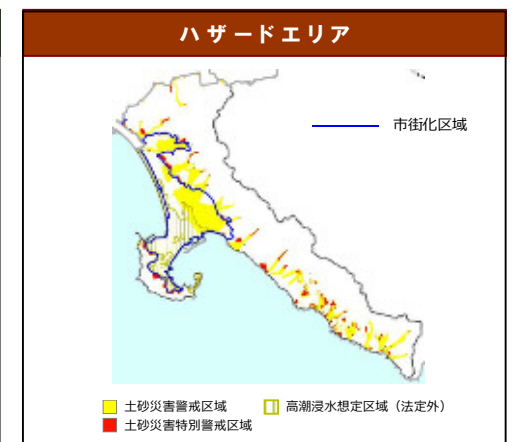 ハザードエリア
市街化区域
土砂災害警戒区域 高潮浸水想定区域（法定外）
土砂災害特別警戒区域